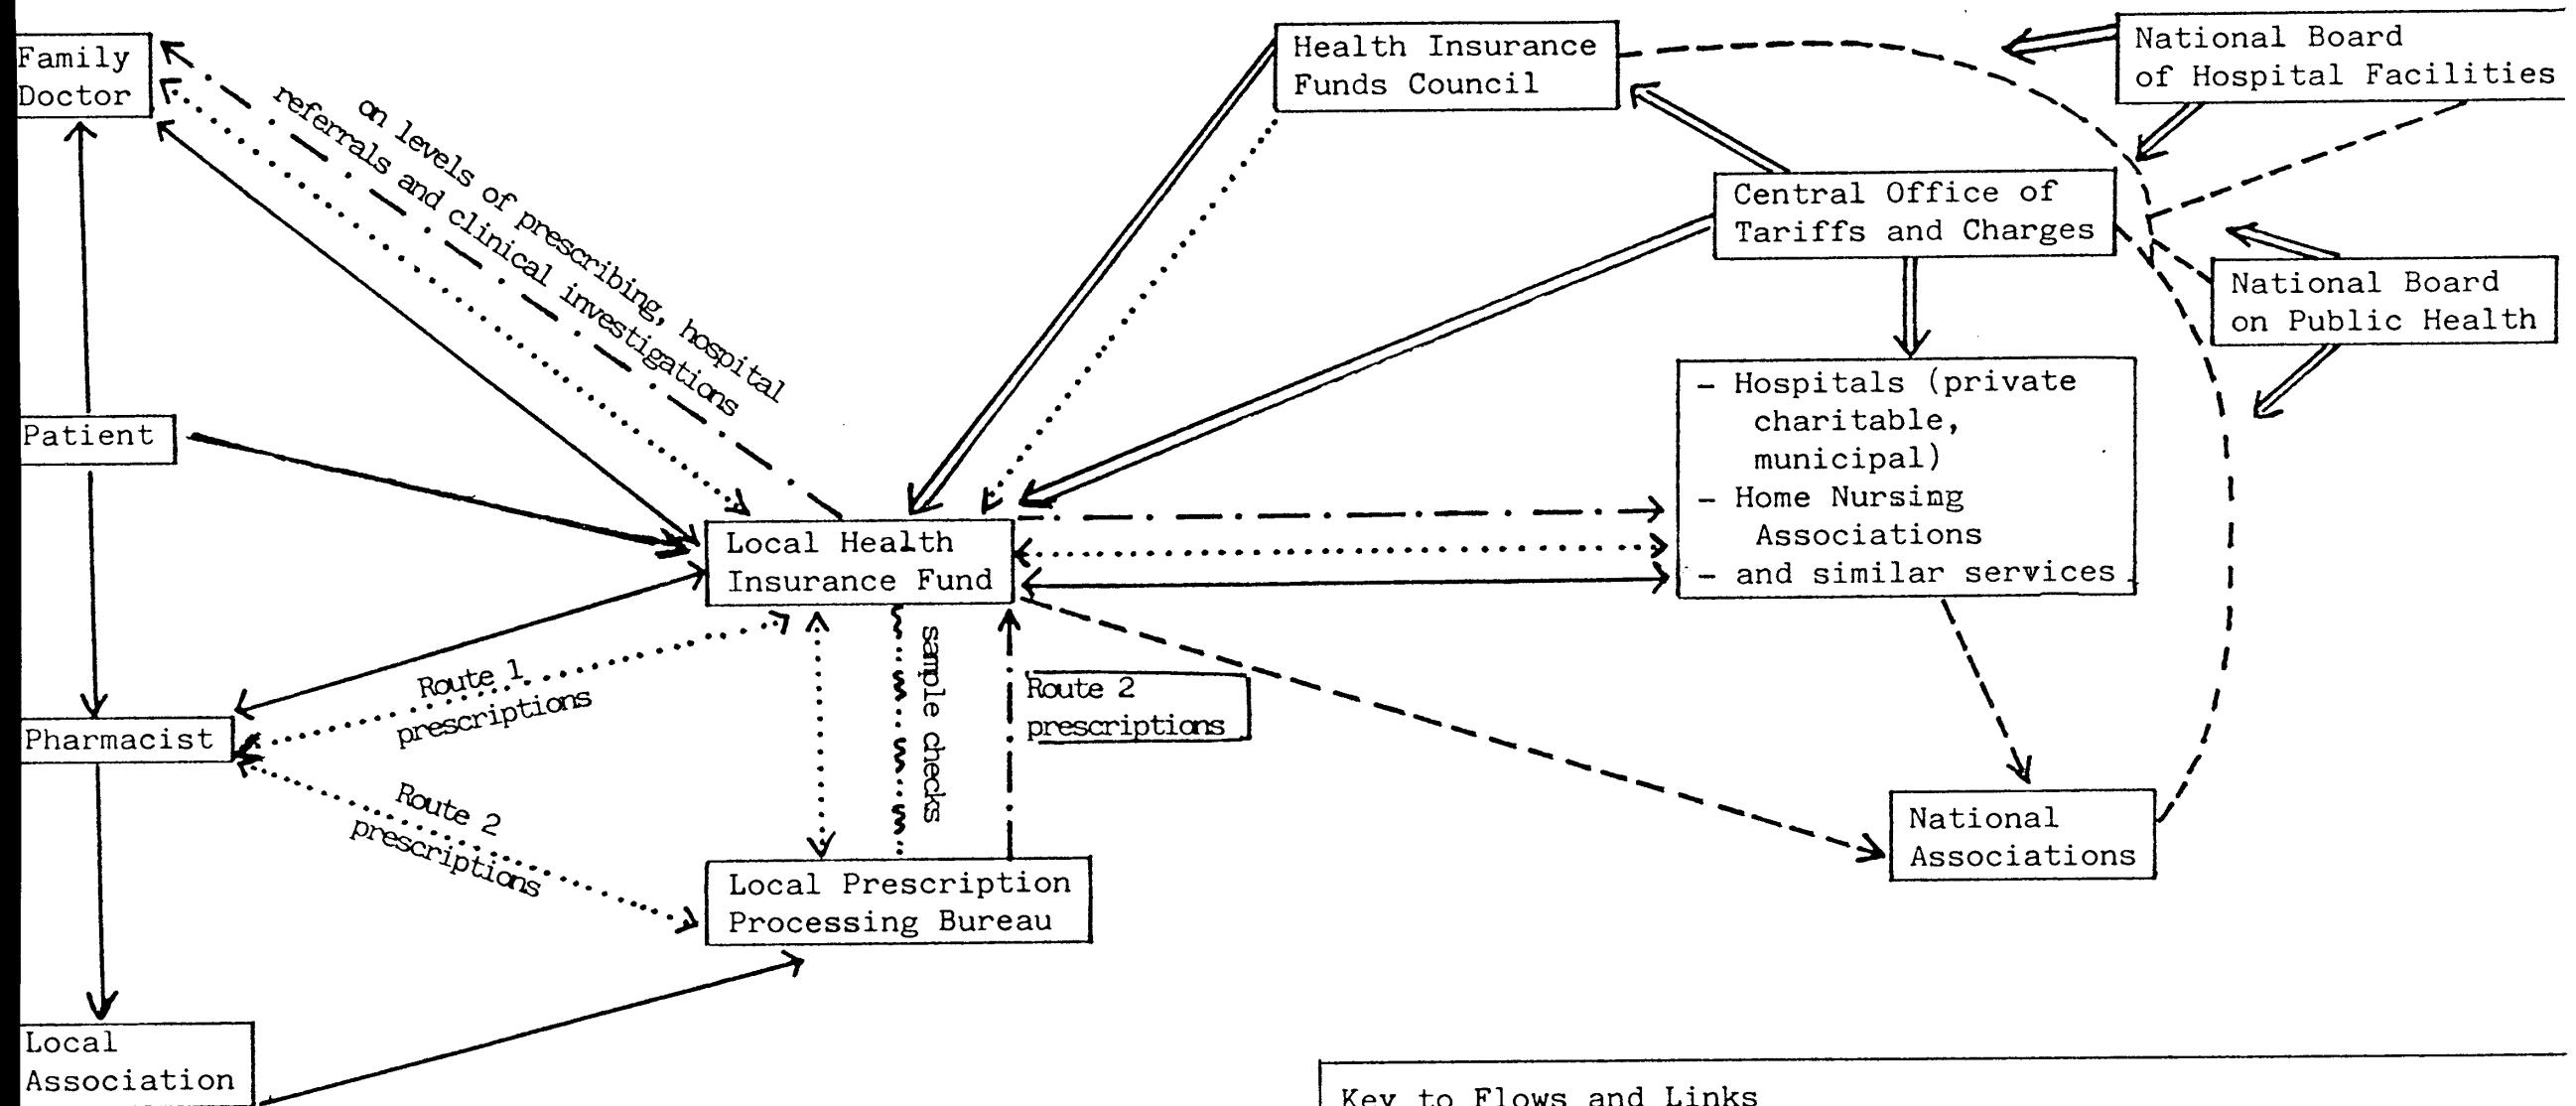 Family
Doctor
on levels of prescribing, hospital
referrals and clinical investigations
Health Insurance
Funds Council
National Board
of Hospital Facilities
Central Office of
Tariffs and Charges
National Board
on Public Health
Patient
- Hospitals (private
charitable,
municipal)
- Home Nursing
Associations
- and similar services
Local Health
Insurance Fund
Route 1
prescriptions
sample checks
Route 2
prescriptions
Pharmacist
Route 2
prescriptions
National
Associations
Local Prescription
Processing Bureau
Local
Association
Key to Flows and Links